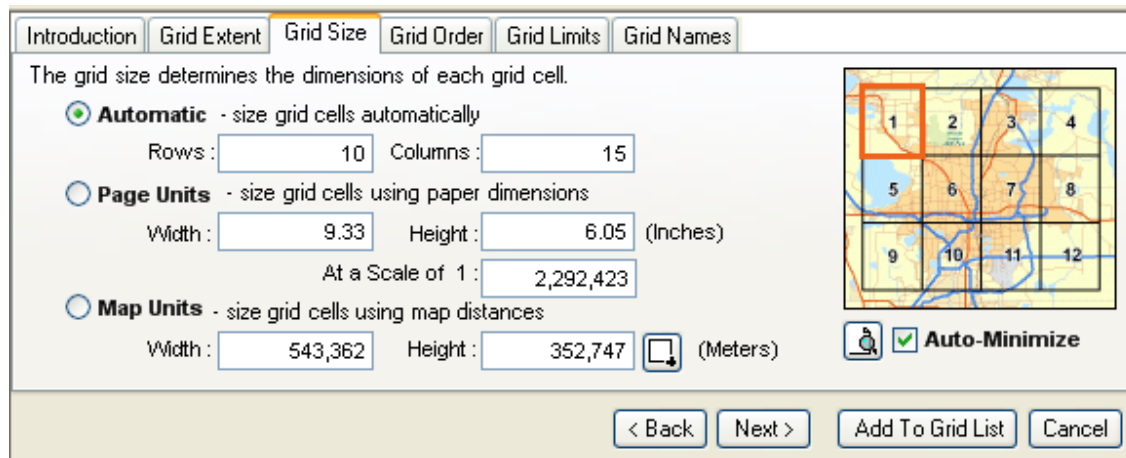 Introduction Grid Extent Grid Size Grid Order Grid Limits Grid Names
The grid size determines the dimensions of each grid cell.
Automatic - size grid cells automatically
Rows : 10 Columns : 15
Page Units - size grid cells using paper dimensions
Width : 9.33 Height : 6.05 (Inches)
At a Scale of 1 : 2,292,423
Map Units - size grid cells using map distances
Width : 543,362 Height : 352,747 (Meters)
1 2 3 4
5 6 7 8
9 10 11 12
Auto-Minimize
< Back Next > Add To Grid List Cancel